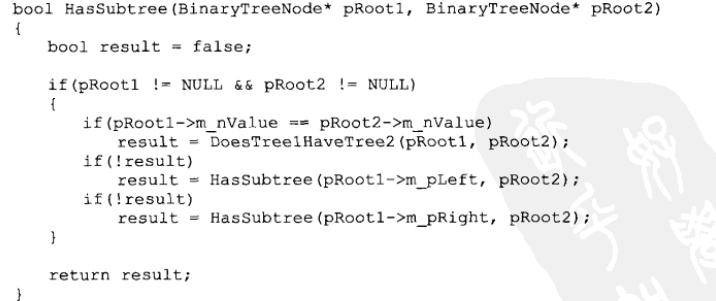 bool HasSubtree(BinaryTreeNode* pRoot1, BinaryTreeNode* pRoot2)
{
    bool result = false;

    if(pRoot1 != NULL && pRoot2 != NULL)
    {
        if(pRoot1->m_nValue == pRoot2->m_nValue)
            result = DoesTree1HaveTree2(pRoot1, pRoot2);
        if(!result)
            result = HasSubtree(pRoot1->m_pLeft, pRoot2);
        if(!result)
            result = HasSubtree(pRoot1->m_pRight, pRoot2);
    }

    return result;
}